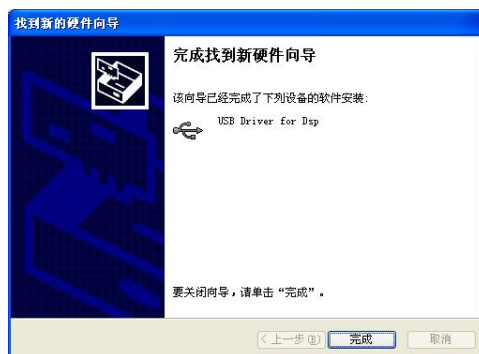 找到新的硬件向导
完成找到新硬件向导
该向导已经完成了下列设备的软件安装:
USB Driver for Dsp
要关闭向导，请单击“完成”。
< 上一步(B)
完成
取消